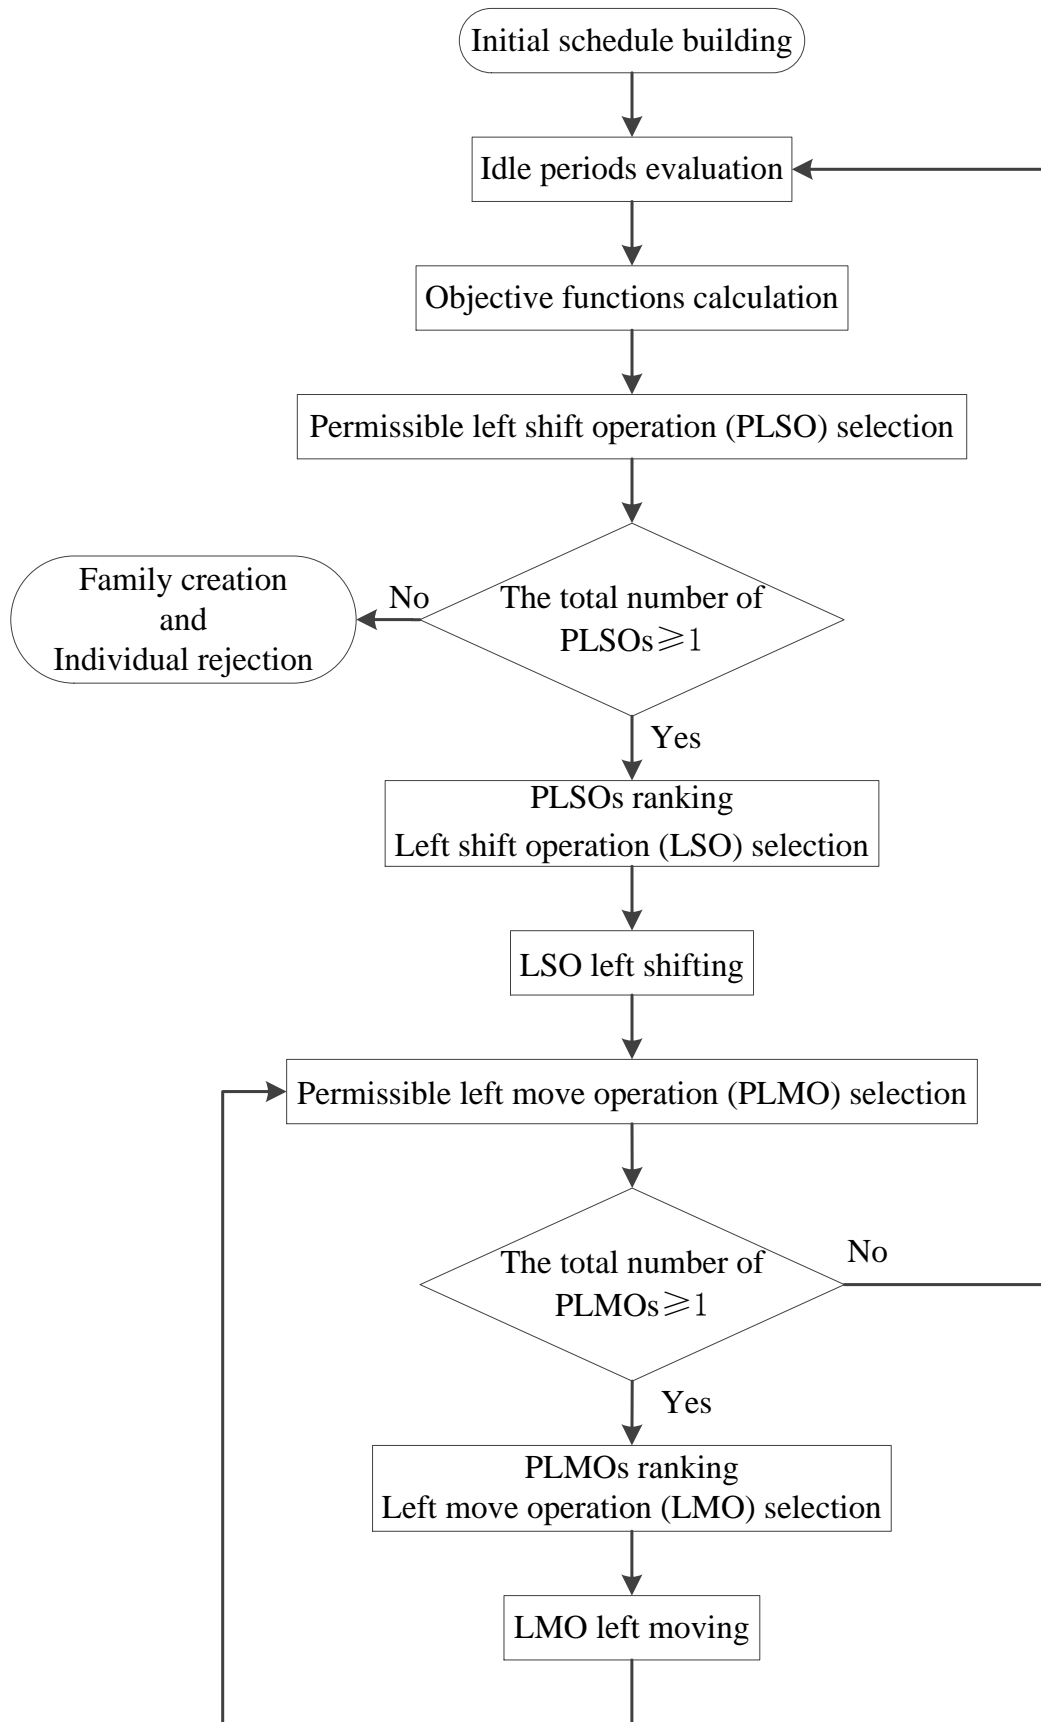 Initial schedule building
Idle periods evaluation
Objective functions calculation
Permissible left shift operation (PLSO) selection
Family creation
and
Individual rejection
No
The total number of
PLSOs≥1
Yes
PLSOs ranking
Left shift operation (LSO) selection
LSO left shifting
Permissible left move operation (PLMO) selection
The total number of
PLMOs≥1
No
Yes
PLMOs ranking
Left move operation (LMO) selection
LMO left moving